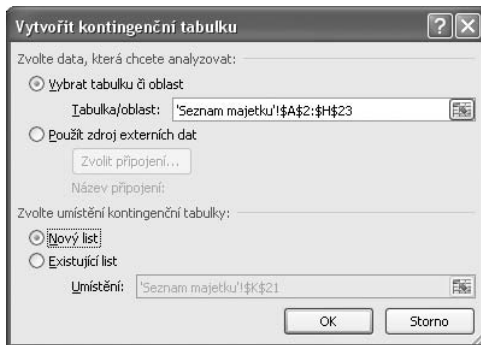 Vytvořit kontingenční tabulku
Zvolte data, která chcete analyzovat:
Vybrat tabulku či oblast
Tabulka/oblast: 'Seznam majetku'!$A$2:$H$23
Použít zdroj externích dat
Zvolit připojení...
Název připojení:
Zvolte umístění kontingenční tabulky:
Nový list
Existující list
Umístění: 'Seznam majetku'!$K$21
OK Storno